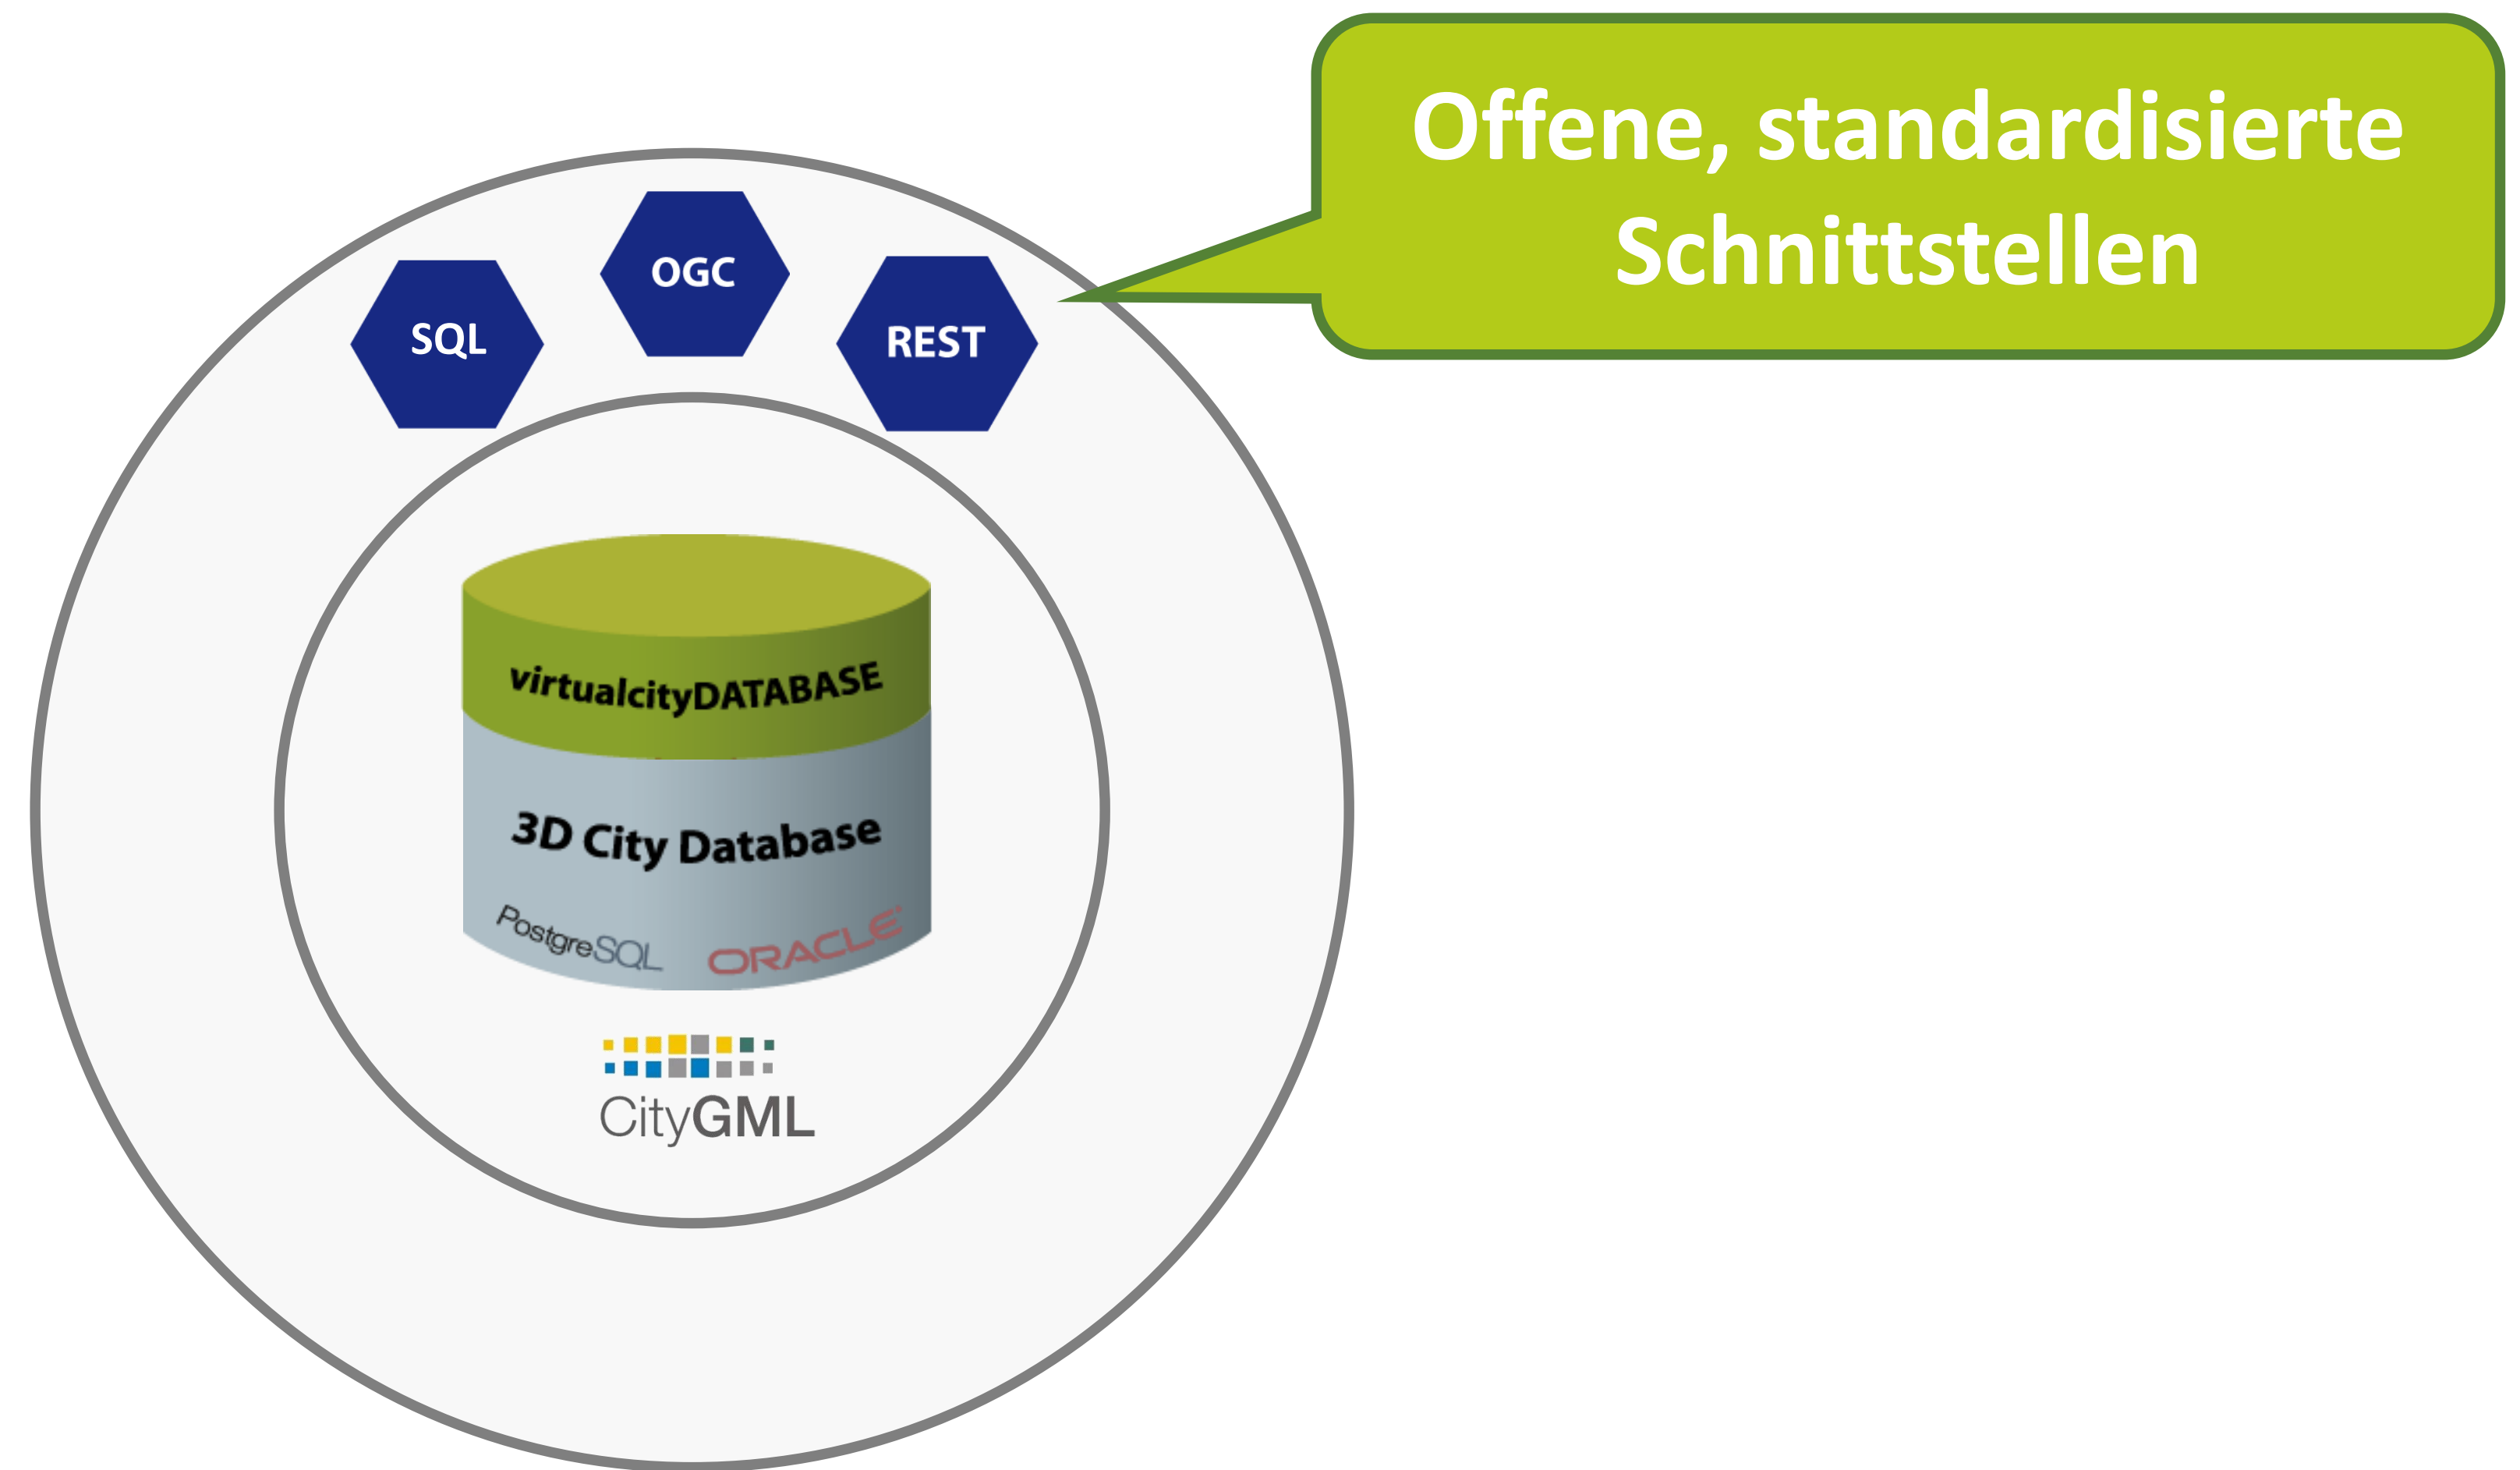 Offene, standardisierte
Schnittstellen
OGC
SQL
REST
virtualcityDATABASE
3D City Database
PostgreSQL
ORACLE
CityGML